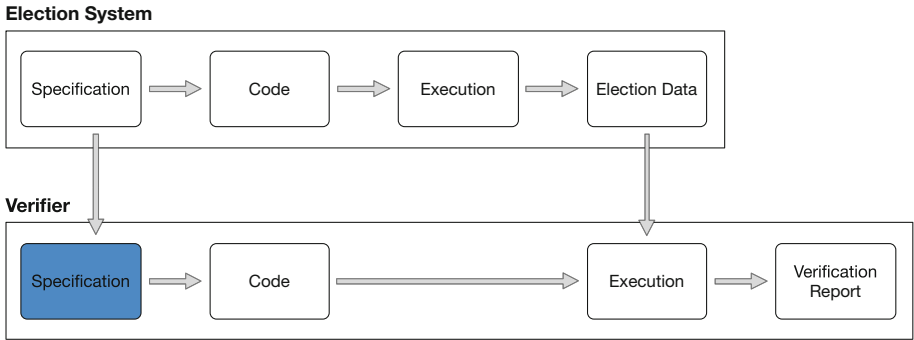 Election System
Specification
Code
Execution
Election Data
Verifier
Specification
Code
Execution
Verification
Report